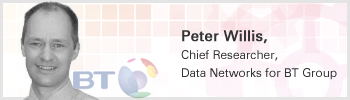 Peter Willis,
Chief Researcher,
Data Networks for BT Group
BT